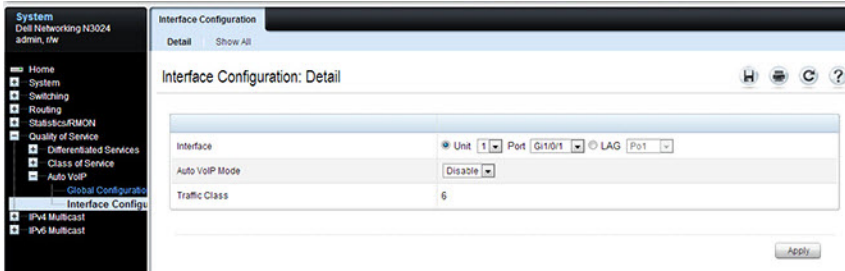 System
Dell Networking N3024
admin, r/w
Home
System
Switching
Routing
Statistics/RMON
Quality of Service
Differentiated Services
Class of Service
Auto VoIP
Global Configuratio
Interface Configu
IPv4 Multicast
IPv6 Multicast
Interface Configuration
Detail Show All
Interface Configuration: Detail
Interface Unit 1 Port Gi1/0/1 LAG Po1
Auto VoIP Mode Disable
Traffic Class 6
Apply